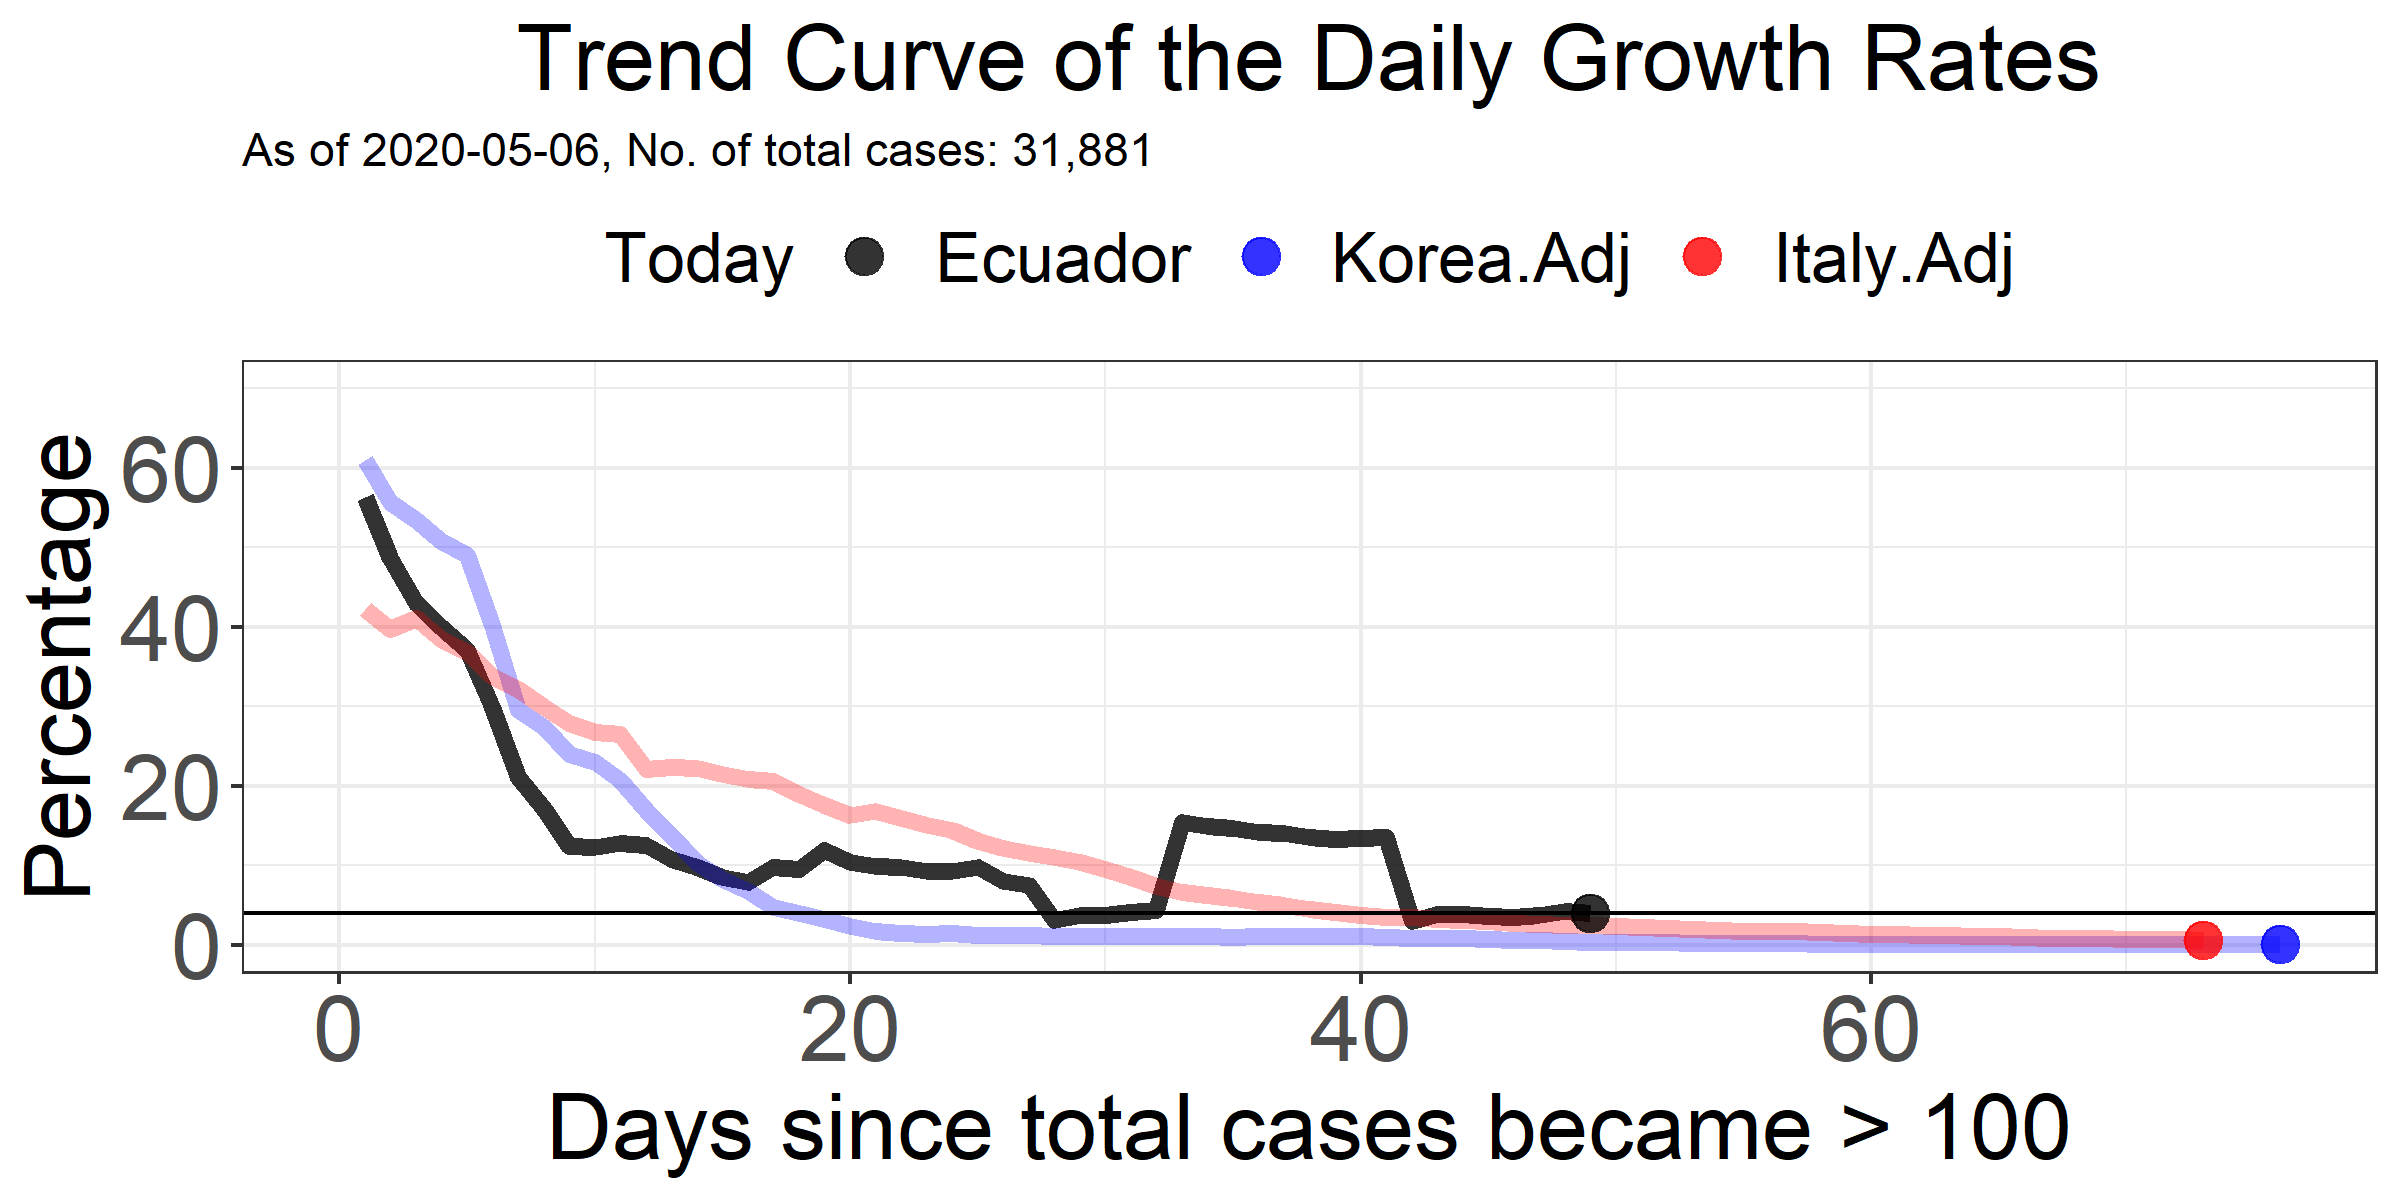 Trend Curve of the Daily Growth Rates
As of 2020-05-06, No. of total cases: 31,881
Today Ecuador Korea.Adj Italy.Adj
Percentage
60
40
20
0
0 20 40 60
Days since total cases became > 100